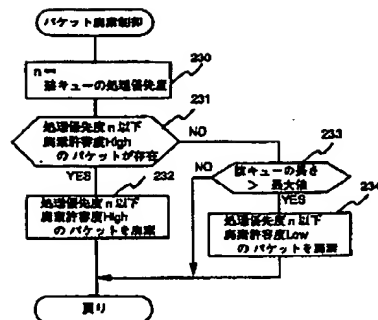 パケット廃棄制御
230
n＝
該キューの処理優先度
231
処理優先度n以下
廃棄許容度High
のパケットが存在
NO
YES
232
処理優先度n以下
廃棄許容度High
のパケットを廃棄
233
NO
該キューの長さ
＞ 最大値
YES
234
処理優先度n以下
廃棄許容度Low
のパケットを廃棄
戻り